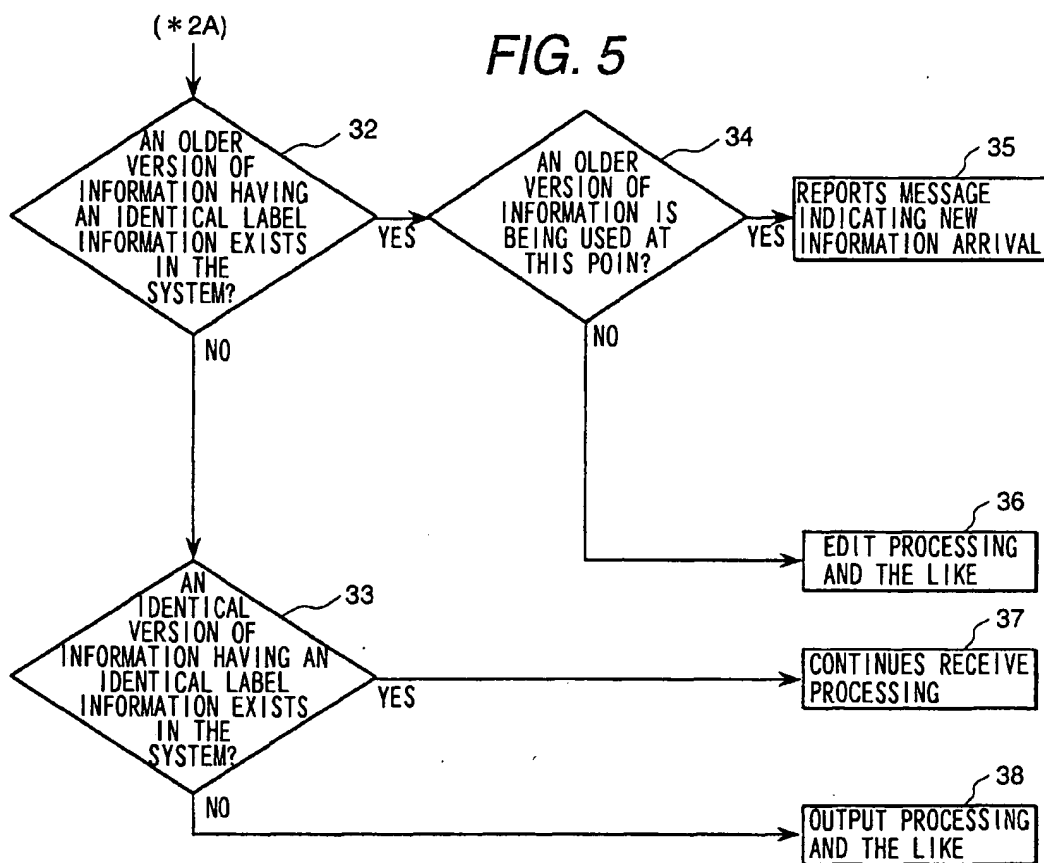 (*2A)
FIG. 5
32
AN OLDER
VERSION OF
INFORMATION HAVING
AN IDENTICAL LABEL
INFORMATION EXISTS
IN THE
SYSTEM?
YES
NO
34
AN OLDER
VERSION OF
INFORMATION IS
BEING USED AT
THIS POIN?
YES
NO
35
REPORTS MESSAGE
INDICATING NEW
INFORMATION ARRIVAL
36
EDIT PROCESSING
AND THE LIKE
33
AN
IDENTICAL
VERSION OF
INFORMATION HAVING AN
IDENTICAL LABEL
INFORMATION EXISTS
IN THE
SYSTEM?
YES
NO
37
CONTINUES RECEIVE
PROCESSING
38
OUTPUT PROCESSING
AND THE LIKE